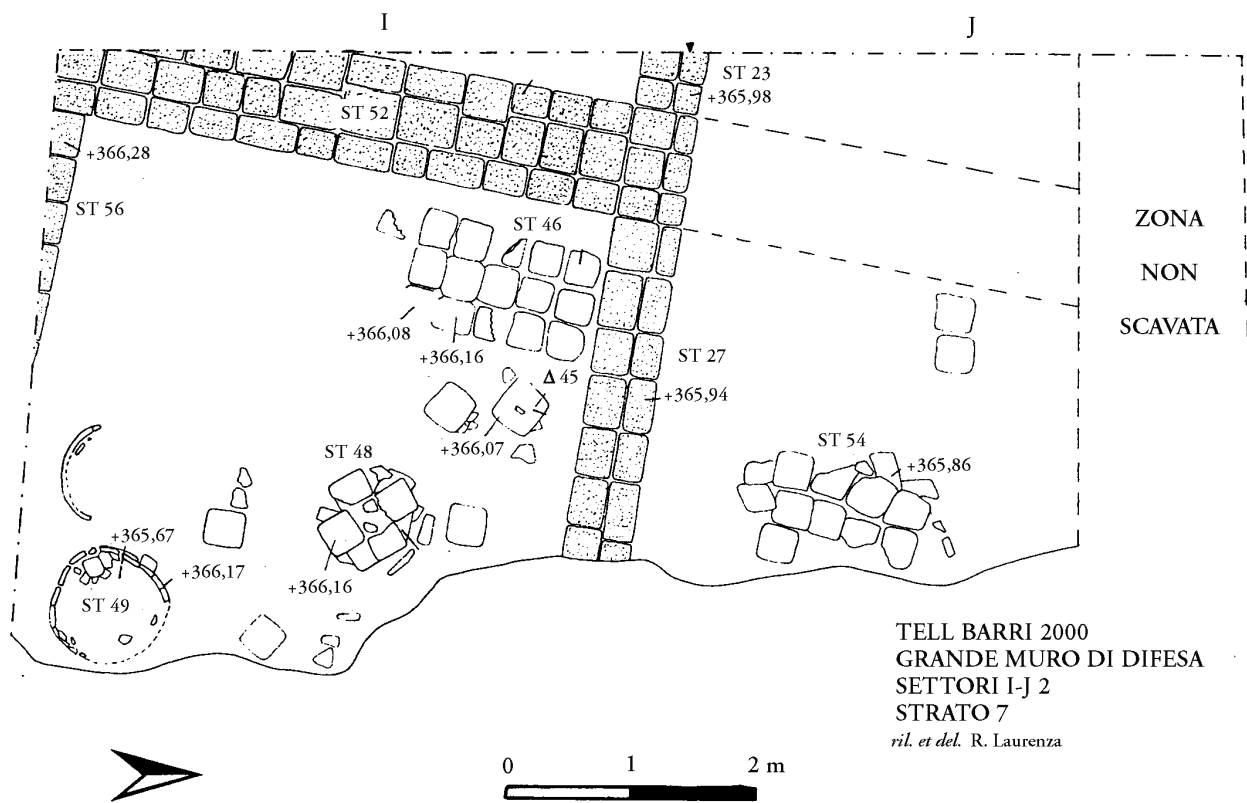 I
J
ST 23
+365,98
ST 52
+366,28
ST 56
ZONA
NON
SCAVATA
ST 46
+366,08
+366,16
ST 27
Δ 45
+365,94
+366,07
ST 48
ST 54
+365,86
+365,67
+366,17
+366,16
ST 49
TELL BARRI 2000
GRANDE MURO DI DIFESA
SETTORI I-J 2
STRATO 7
ril. et del. R. Laurenza
0 1 2 m